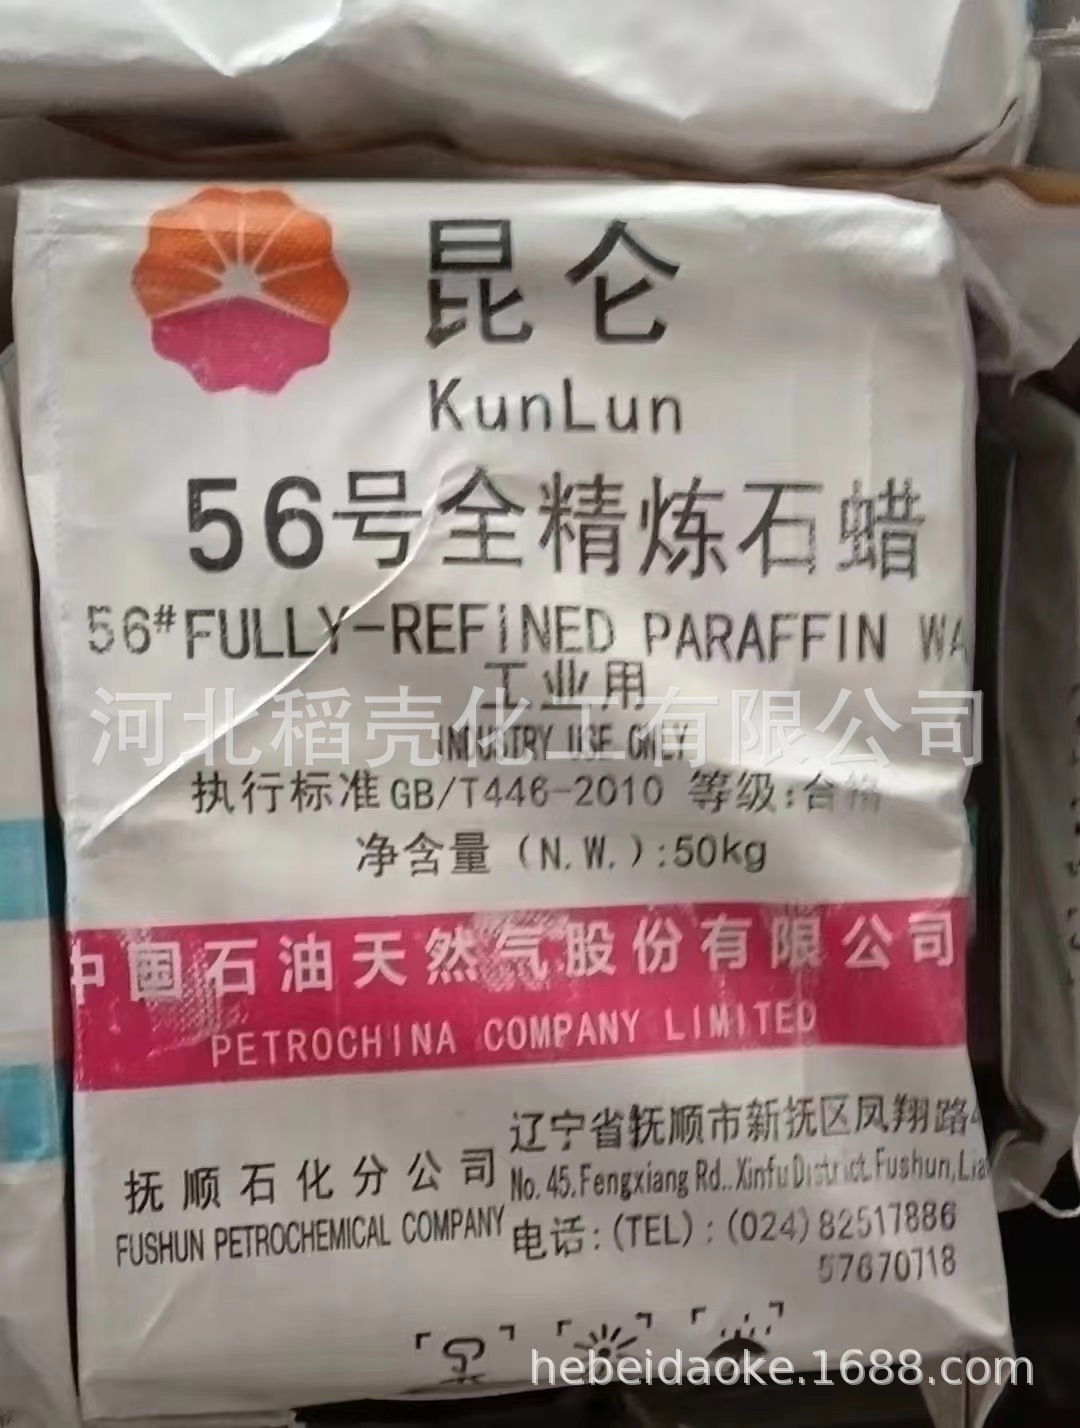 昆仑
KunLun
56号全精炼石蜡
56#FULLY-REFINED PARAFFIN WA
工业用
河北稻壳化工有限公司
INDUSTRY USE ONLY
执行标准GB/T446-2010 等级:合格
净含量(N.W.):50kg
中国石油天然气股份有限公司
PETROCHINA COMPANY LIMITED
抚顺石化分公司
FUSHUN PETROCHEMICAL COMPANY
辽宁省抚顺市新抚区凤翔路4
No.45.Fengxiang Rd..Xinfu District.Fushun,Lia
电话:(TEL):(024)82517886
57670718
hebeidaoke.1688.com